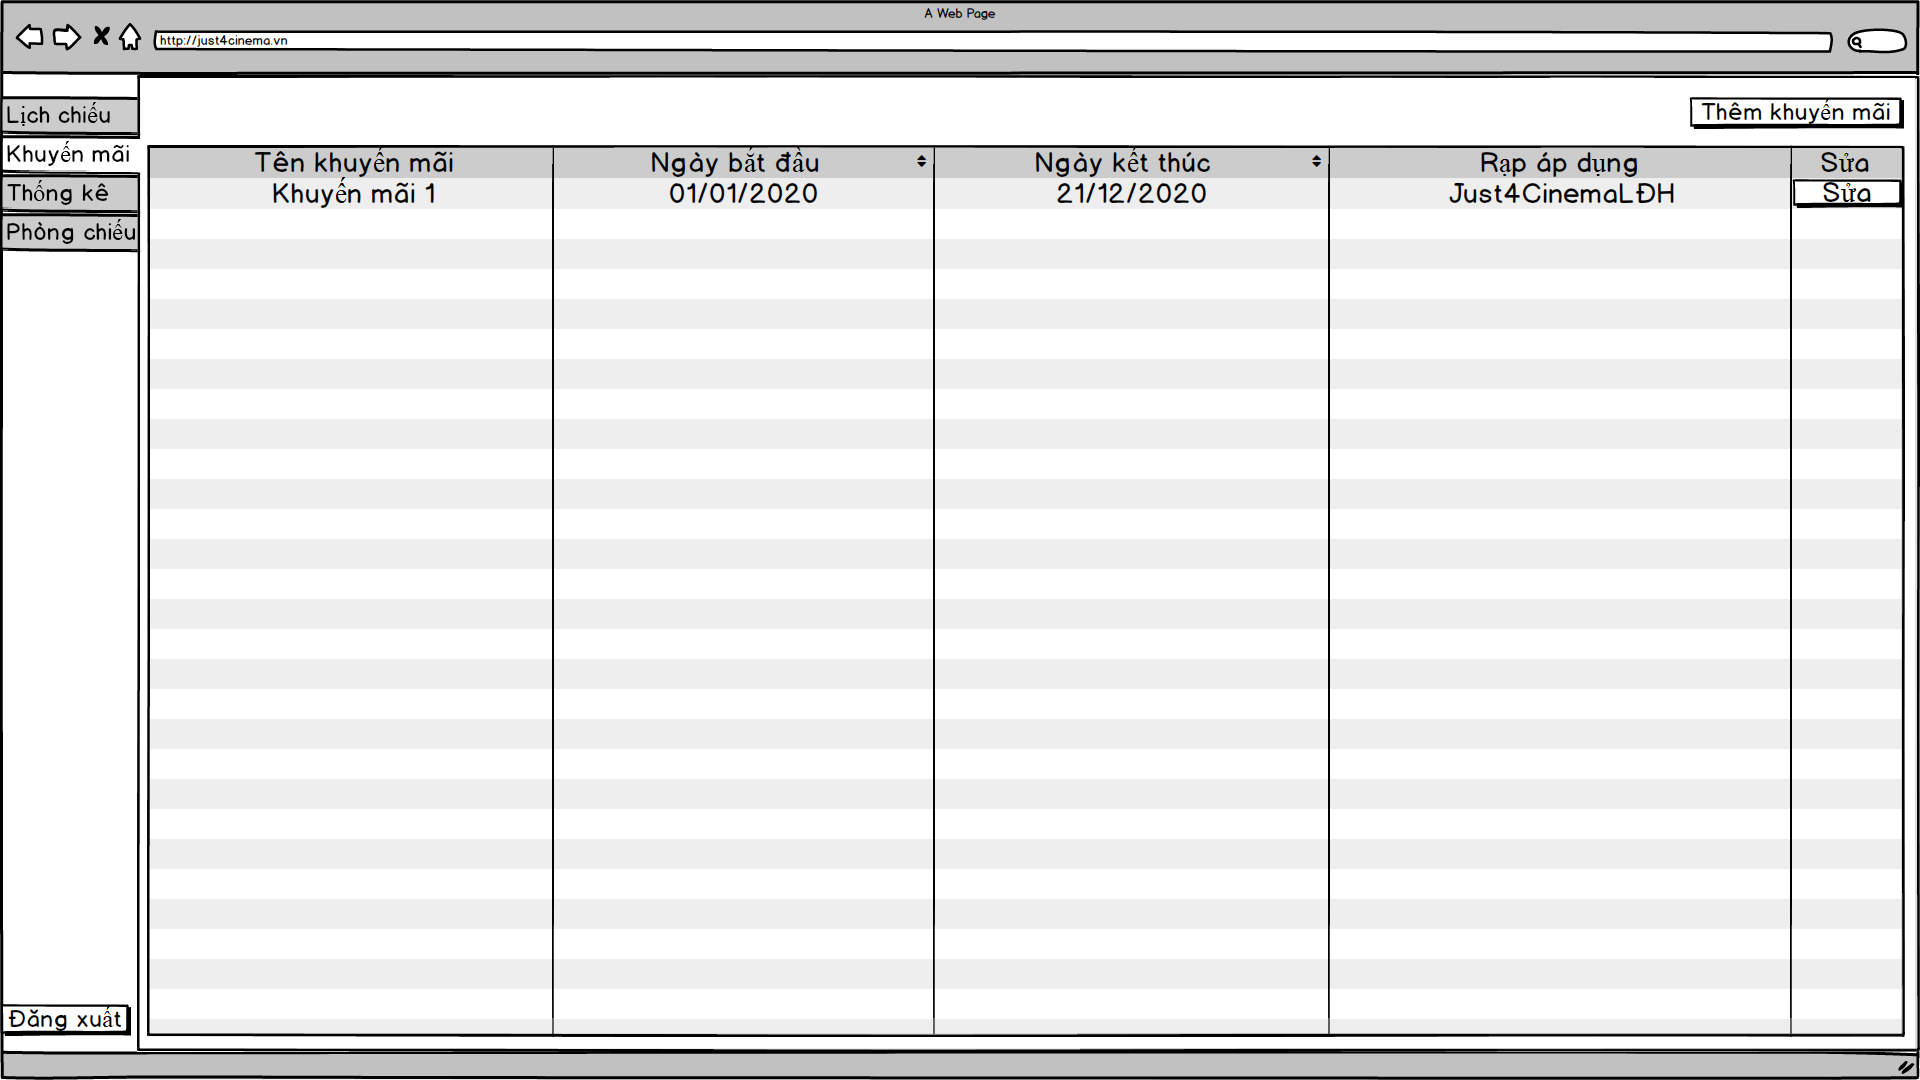 A Web Page
http://just4cinema.vn
Lịch chiếu
Khuyến mãi
Thống kê
Phòng chiếu
Đăng xuất
Thêm khuyến mãi
Tên khuyến mãi Ngày bắt đầu Ngày kết thúc Rạp áp dụng Sửa
Khuyến mãi 1 01/01/2020 21/12/2020 Just4CinemaLĐH Sửa